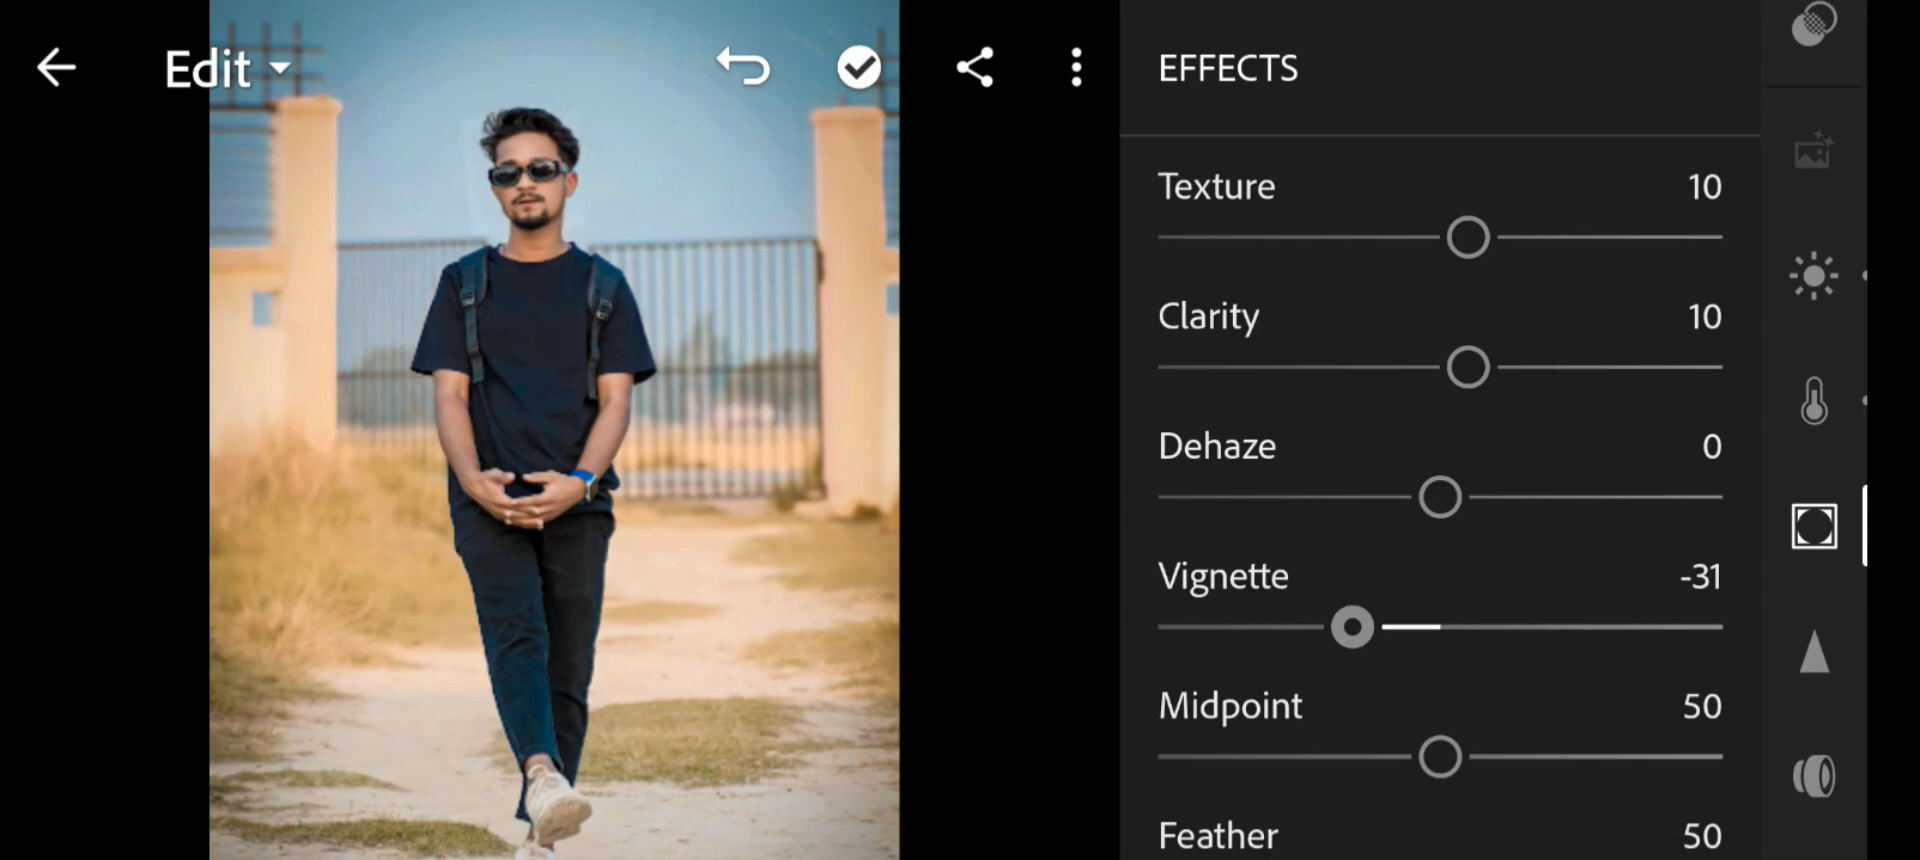 Edit
EFFECTS
Texture 10
Clarity 10
Dehaze 0
Vignette -31
Midpoint 50
Feather 50